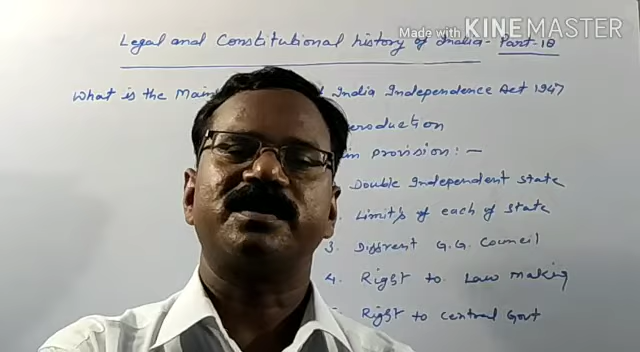 Made with KINEMASTER
Legal and Constitutional history of India - Part-18
What is the Main India Independence Act 1947
Provision :-
Double Independent State
Limit/s of each of State
3. Different G.G. Council
4. Right to Law Making
Right to Central Govt